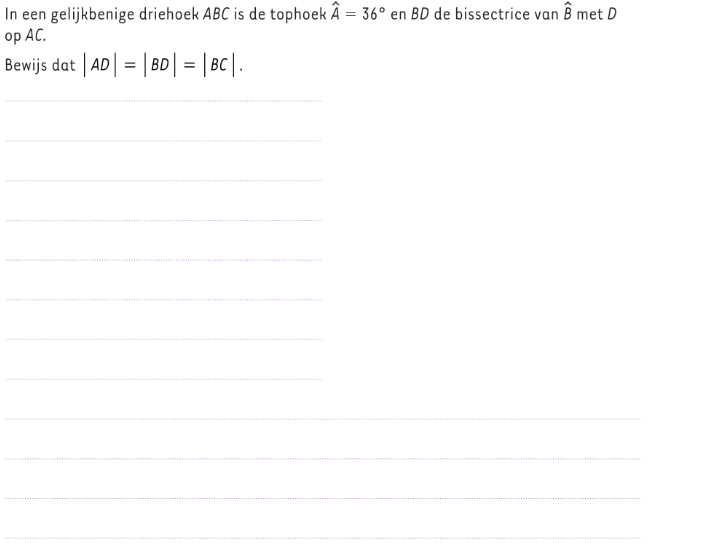 In een gelijkbenige driehoek ABC is de tophoek Â = 36° en BD de bissectrice van B̂ met D
op AC.
Bewijs dat |AD| = |BD| = |BC|.